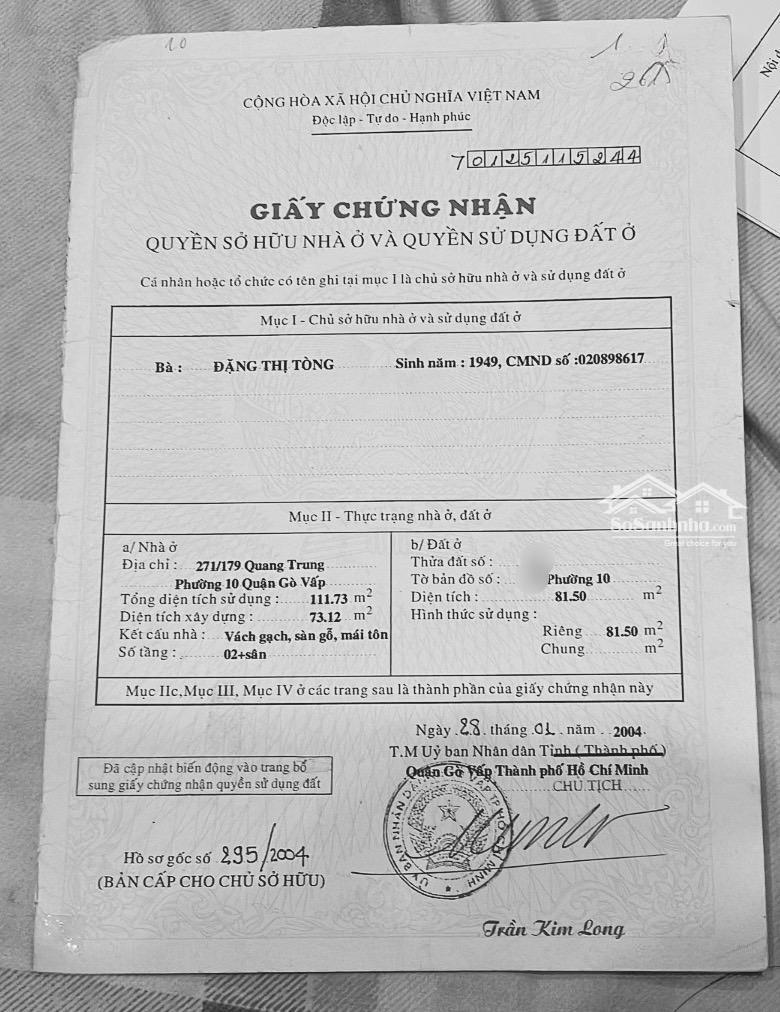 10
CỘNG HÒA XÃ HỘI CHỦ NGHĨA VIỆT NAM
Độc lập - Tự do - Hạnh phúc
70125115244
GIẤY CHỨNG NHẬN
QUYỀN SỞ HỮU NHÀ Ở VÀ QUYỀN SỬ DỤNG ĐẤT Ở
Cá nhân hoặc tổ chức có tên ghi tại mục I là chủ sở hữu nhà ở và sử dụng đất ở
Mục I - Chủ sở hữu nhà ở và sử dụng đất ở
Bà : ĐẶNG THỊ TÒNG Sinh năm : 1949, CMND số :020898617
Mục II - Thực trạng nhà ở, đất ở
SoSanhnha.com
Great choice for you
a/ Nhà ở
Địa chỉ : 271/179 Quang Trung
Phường 10 Quận Gò Vấp
Tổng diện tích sử dụng : 111.73 m2
Diện tích xây dựng : 73.12 m2
Kết cấu nhà : Vách gạch, sàn gỗ, mái tôn
Số tầng : 02+sân
b/ Đất ở
Thửa đất số :
Tờ bản đồ số : Phường 10
Diện tích : 81.50 m2
Hình thức sử dụng :
Riêng 81.50 m2
Chung m2
Mục IIc,Mục III, Mục IV ở các trang sau là thành phần của giấy chứng nhận này
Ngày 28 tháng 01 năm 2004
T.M Uỷ ban Nhân dân Tỉnh ( Thành phố )
Quận Gò Vấp Thành phố Hồ Chí Minh
CHỦ TỊCH
Đã cập nhật biến động vào trang bổ
sung giấy chứng nhận quyền sử dụng đất
Hồ sơ gốc số 295/2004
(BẢN CẤP CHO CHỦ SỞ HỮU)
Trần Kim Long